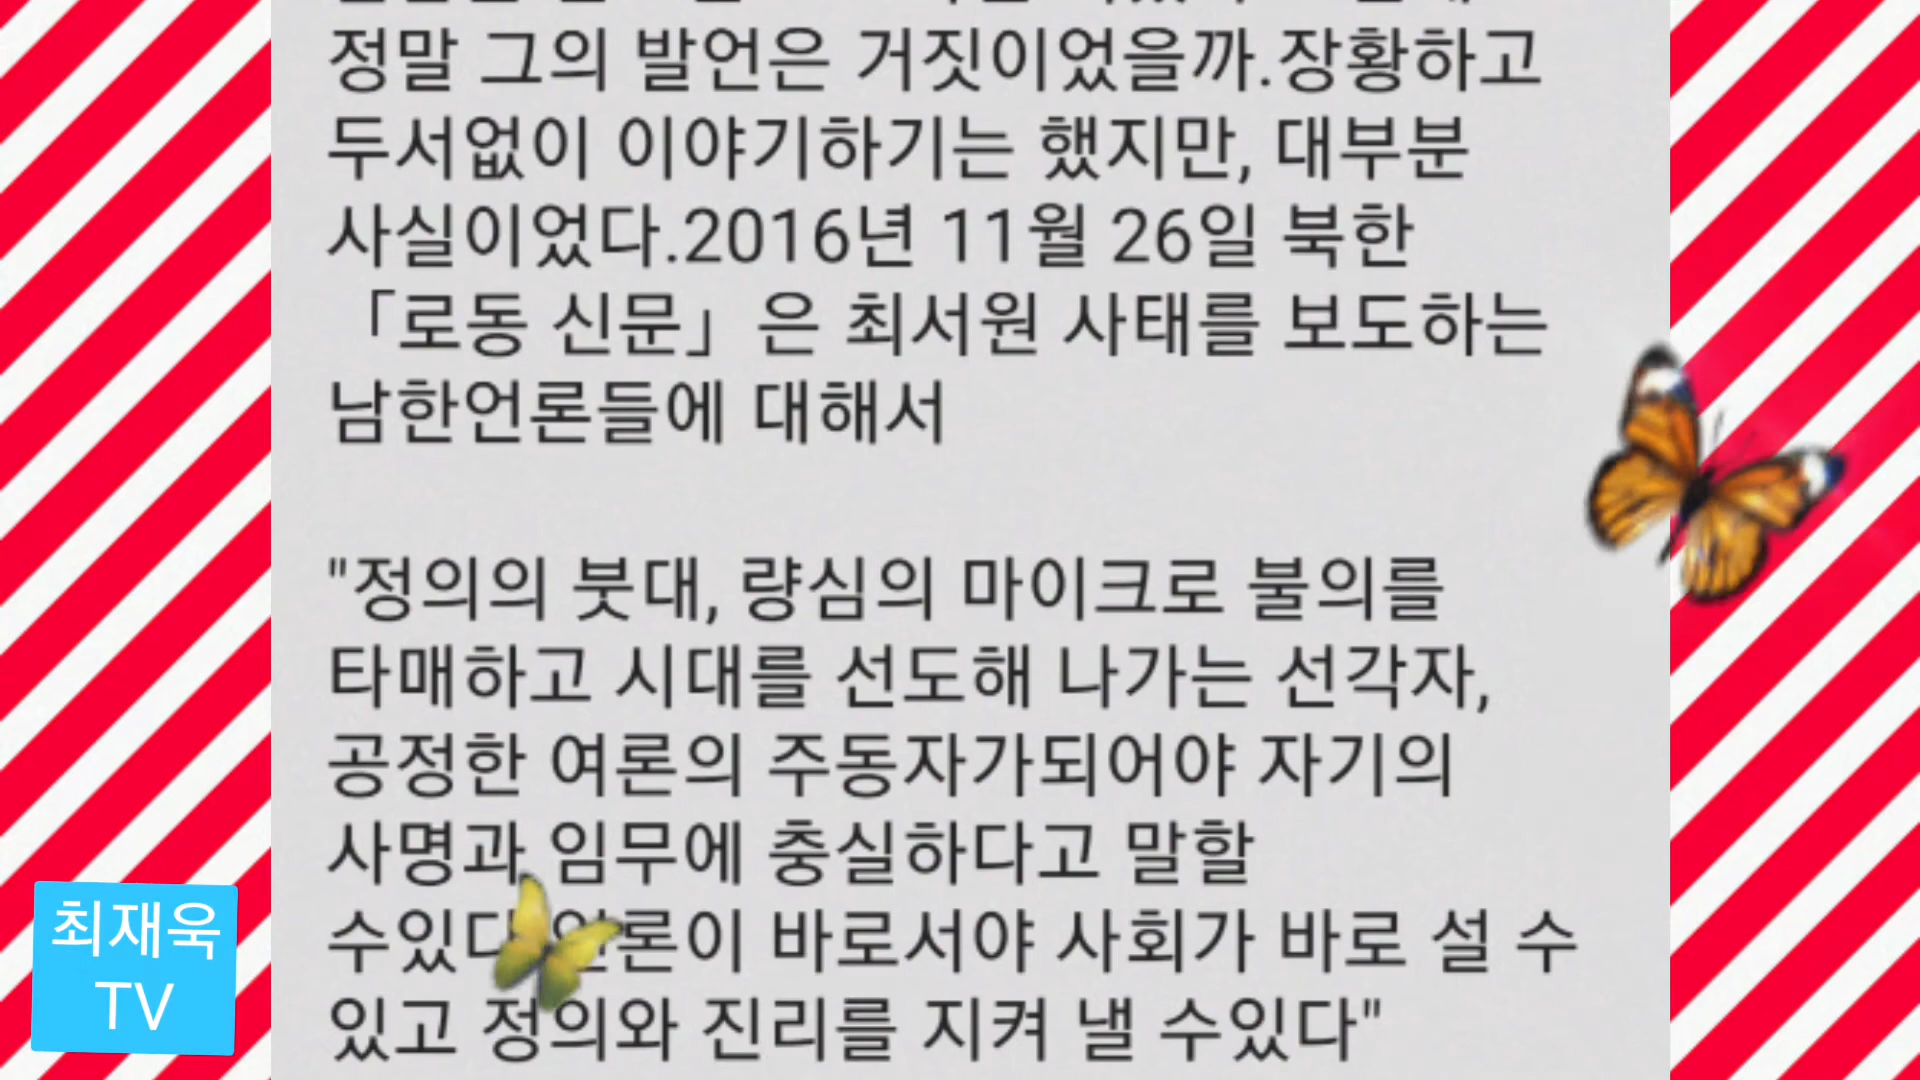 정말 그의 발언은 거짓이었을까.장황하고
두서없이 이야기하기는 했지만, 대부분
사실이었다.2016년 11월 26일 북한
「로동 신문」은 최서원 사태를 보도하는
남한언론들에 대해서
"정의의 붓대, 량심의 마이크로 불의를
타매하고 시대를 선도해 나가는 선각자,
공정한 여론의 주동자가되어야 자기의
사명과 임무에 충실하다고 말할
수있다 언론이 바로서야 사회가 바로 설 수
있고 정의와 진리를 지켜 낼 수있다"
최재욱
TV